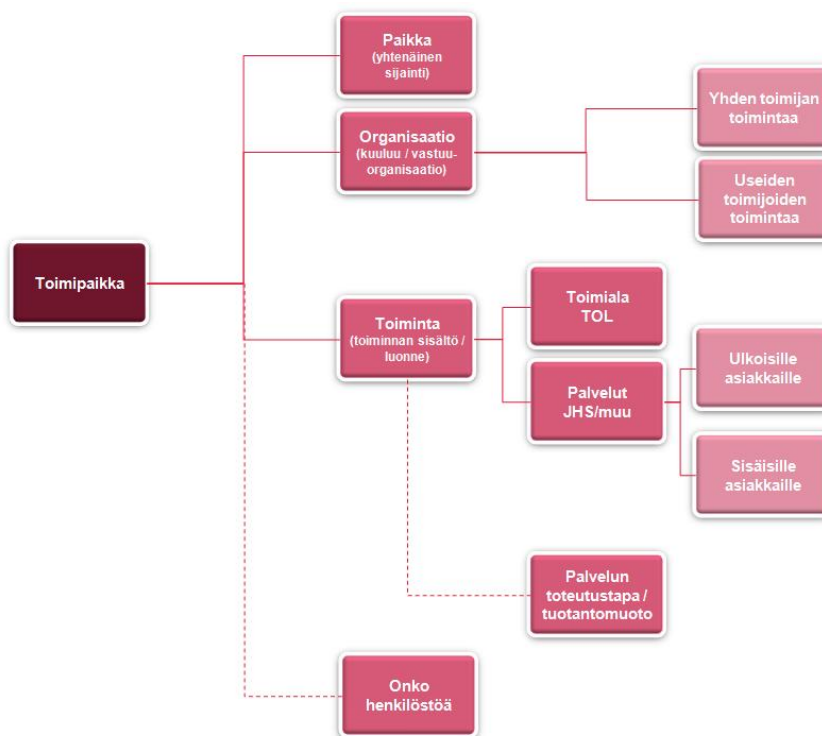 Paikka
(yhtenäinen
sijainti)
Yhden toimijan
toimintaa
Organisaatio
(kuuluu / vastuu-
organisaatio)
Useiden
toimijoiden
toimintaa
Toimipaikka
Toiminta
(toiminnan sisältö /
luonne)
Toimiala
TOL
Ulkoisille
asiakkaille
Palvelut
JHS/muu
Sisäisille
asiakkaille
Palvelun
toteutustapa /
tuotantomuoto
Onko
henkilöstöä